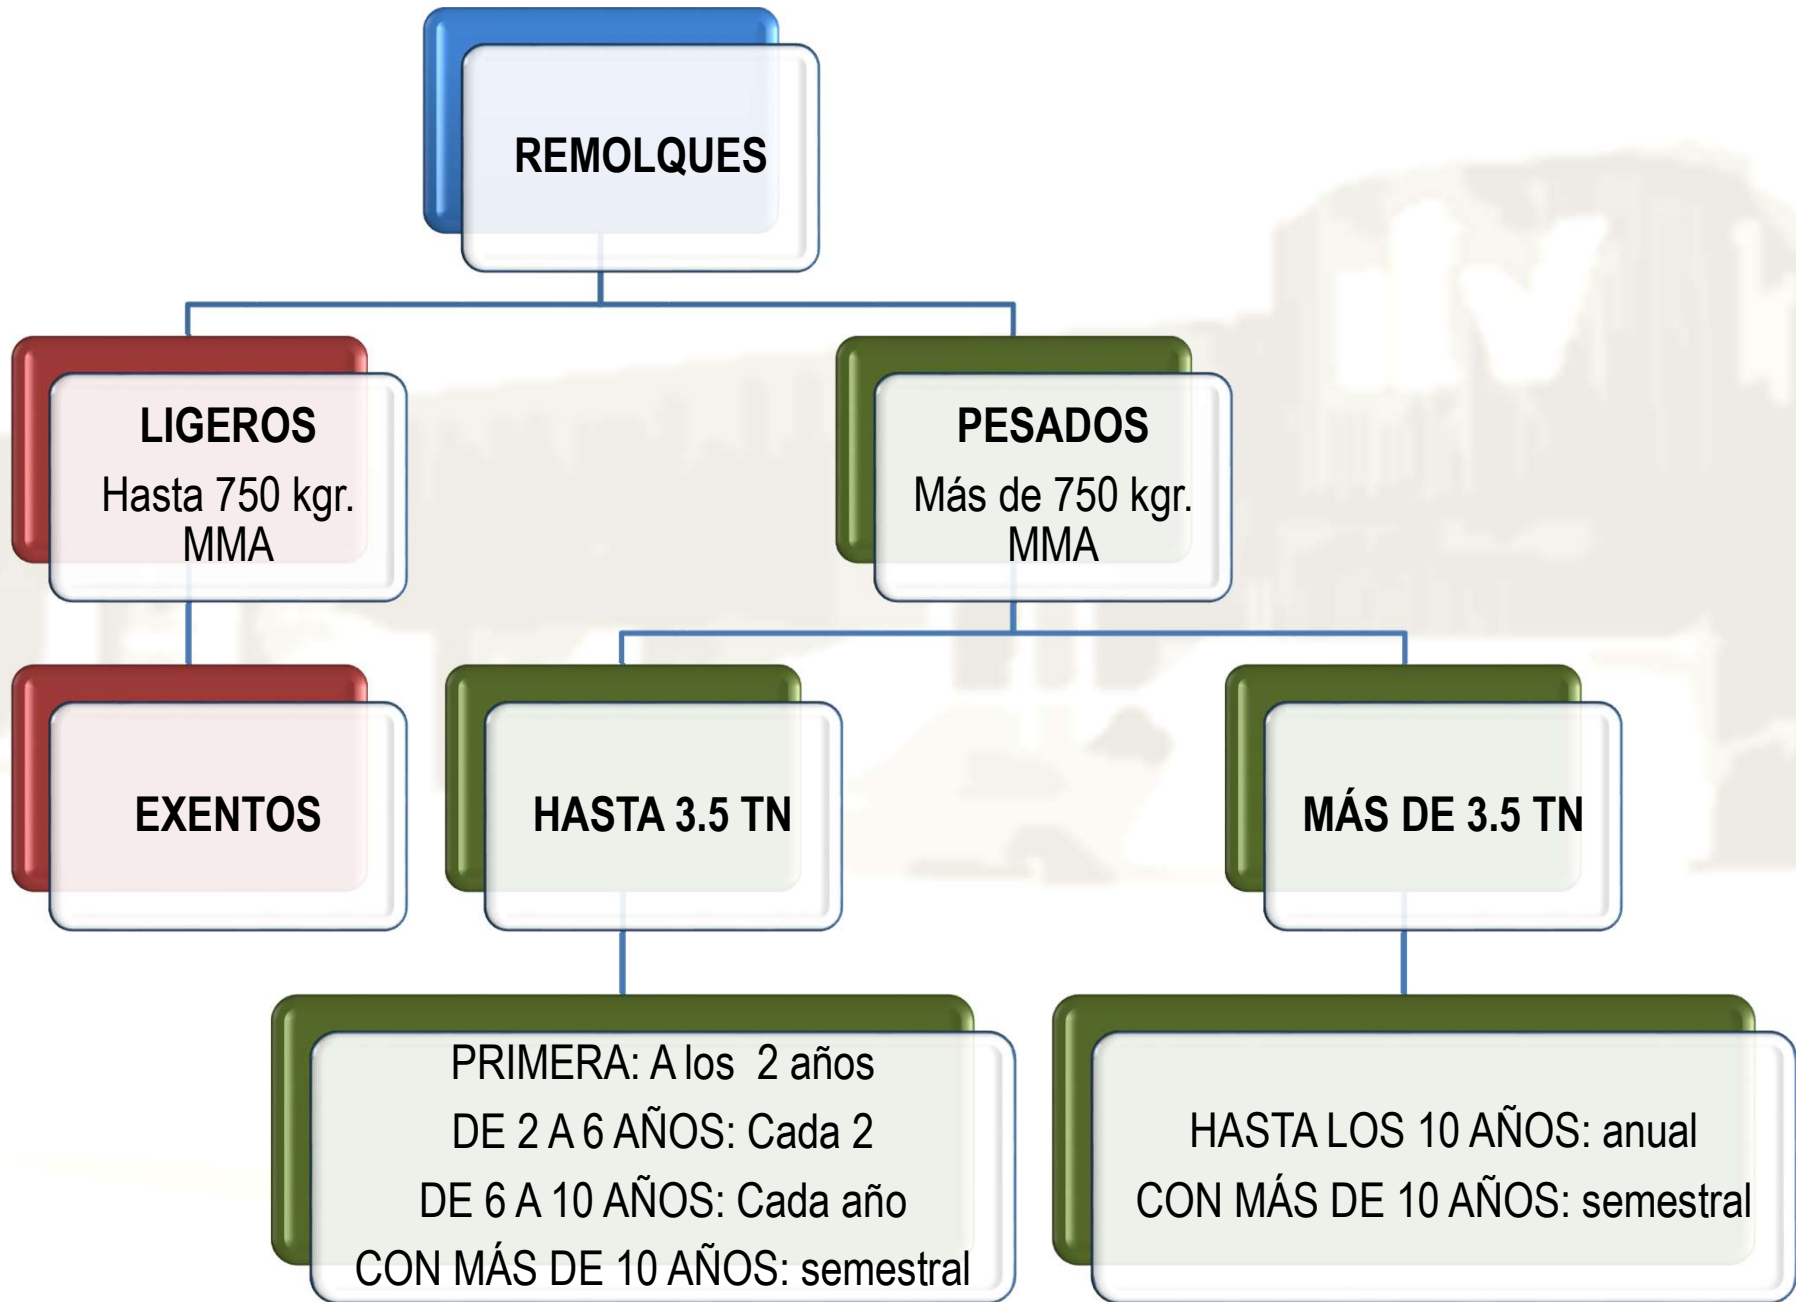 REMOLQUES
LIGEROS
Hasta 750 kgr.
MMA
PESADOS
Más de 750 kgr.
MMA
EXENTOS
HASTA 3.5 TN
MÁS DE 3.5 TN
PRIMERA: A los 2 años
DE 2 A 6 AÑOS: Cada 2
DE 6 A 10 AÑOS: Cada año
CON MÁS DE 10 AÑOS: semestral
HASTA LOS 10 AÑOS: anual
CON MÁS DE 10 AÑOS: semestral